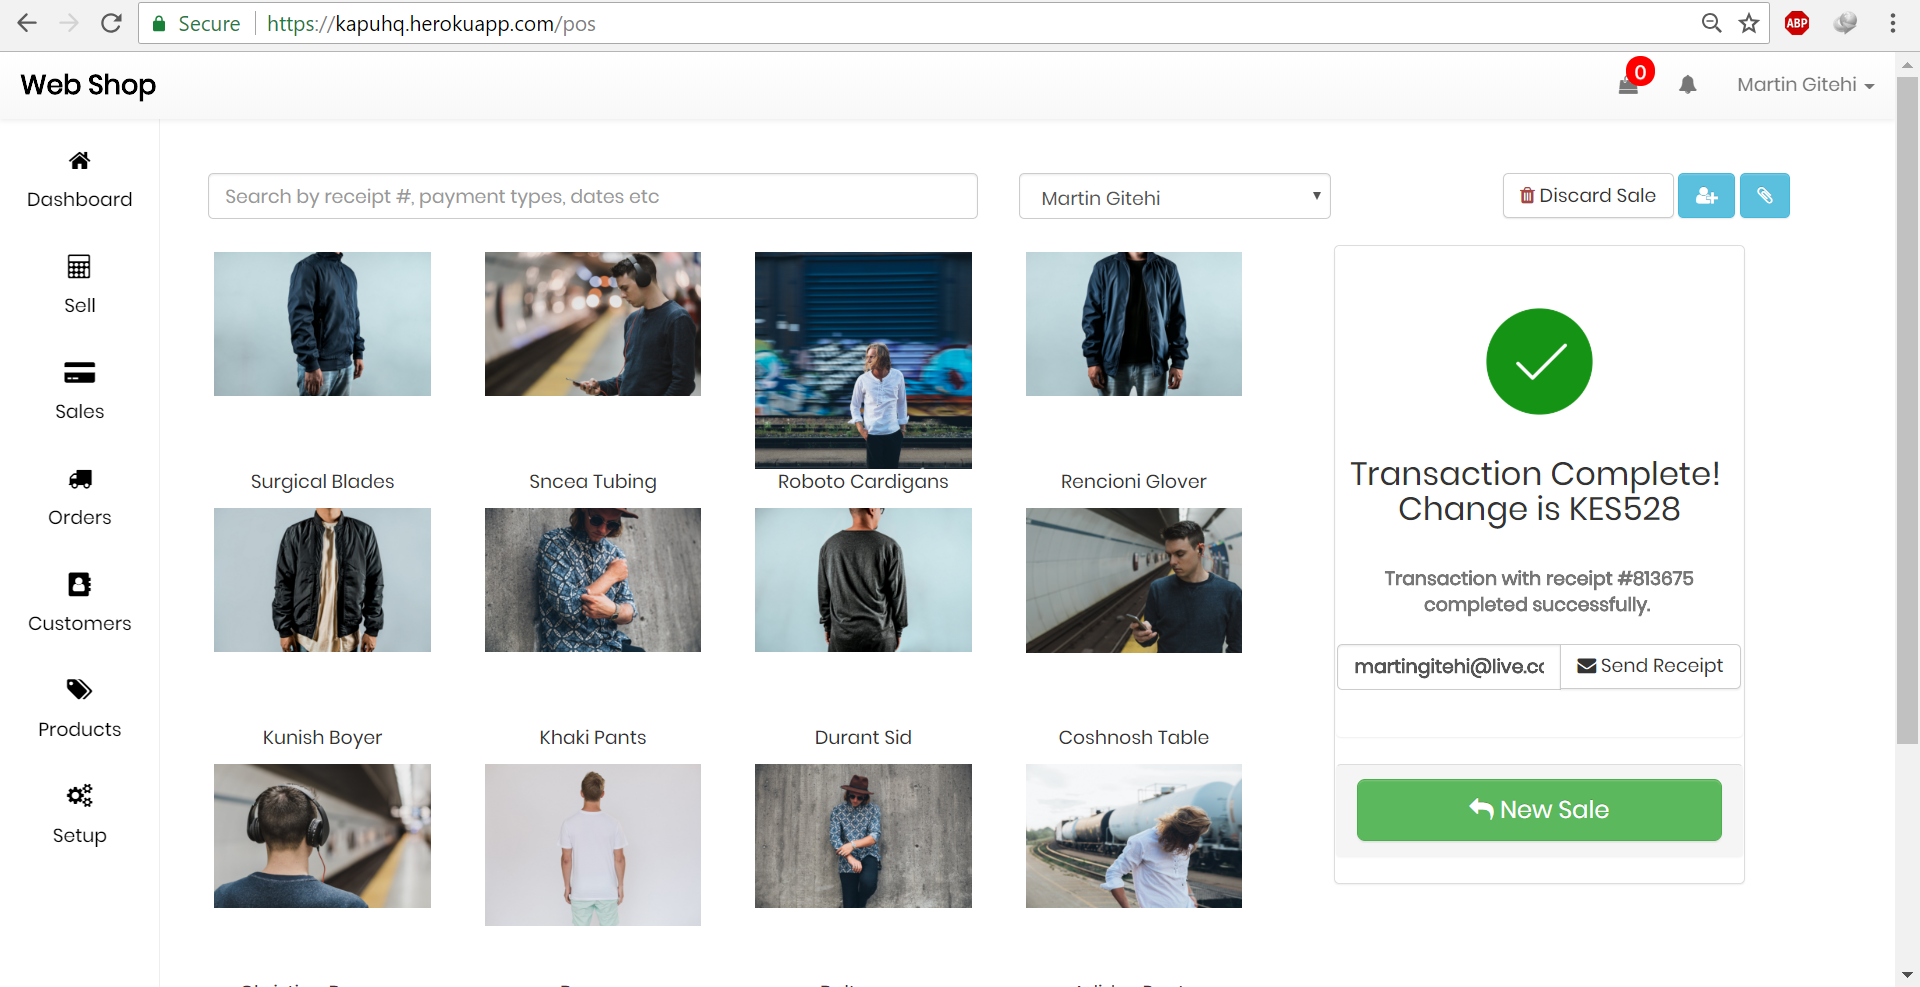 Secure https://kapuhq.herokuapp.com/pos
ABP
Web Shop
0
Martin Gitehi
Dashboard
Sell
Sales
Orders
Customers
Products
Setup
Search by receipt #, payment types, dates etc
Martin Gitehi
Discard Sale
Surgical Blades
Sncea Tubing
Roboto Cardigans
Rencioni Glover
Kunish Boyer
Khaki Pants
Durant Sid
Coshnosh Table
Transaction Complete!
Change is KES528
Transaction with receipt #813675
completed successfully.
martingitehi@live.co
Send Receipt
New Sale